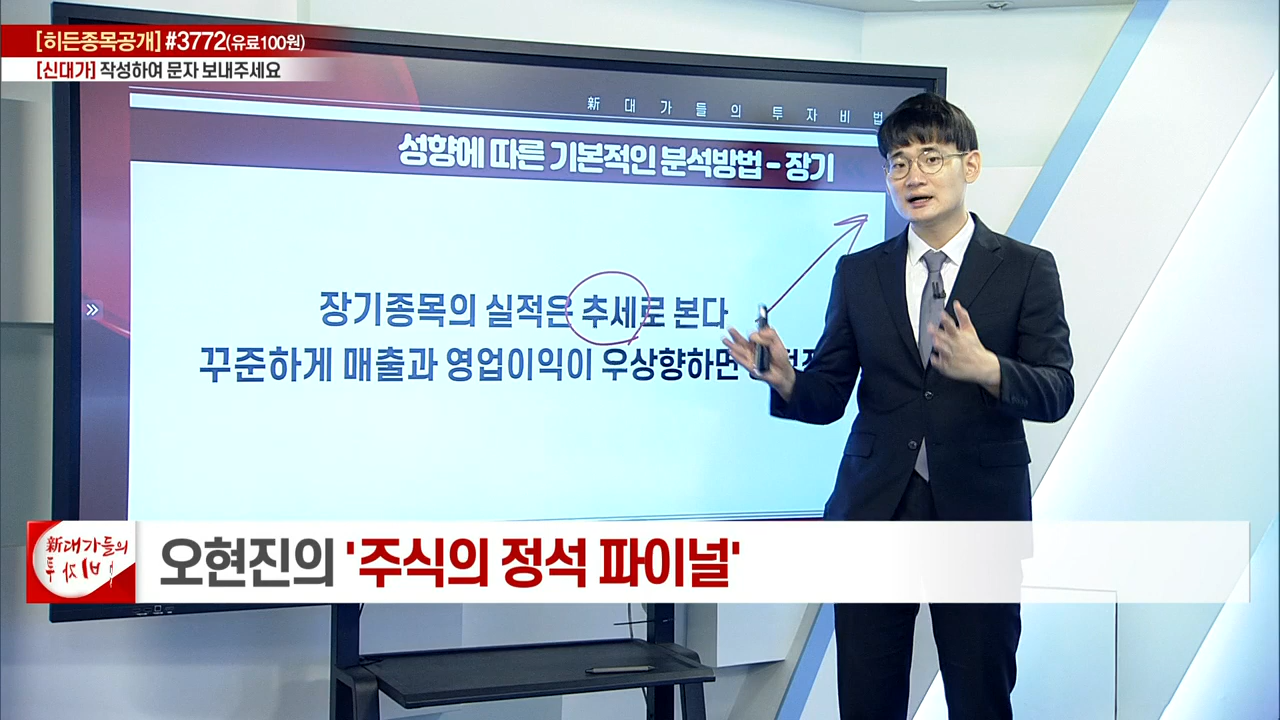 [히든종목공개] #3772(유료100원)
[신대가] 작성하여 문자 보내주세요
新 대 가 들 의 투 자 비 법
성향에 따른 기본적인 분석방법 - 장기
장기종목의 실적은 추세로 본다
꾸준하게 매출과 영업이익이 우상향하면
新대가들의
오현진의 '주식의 정석 파이널'